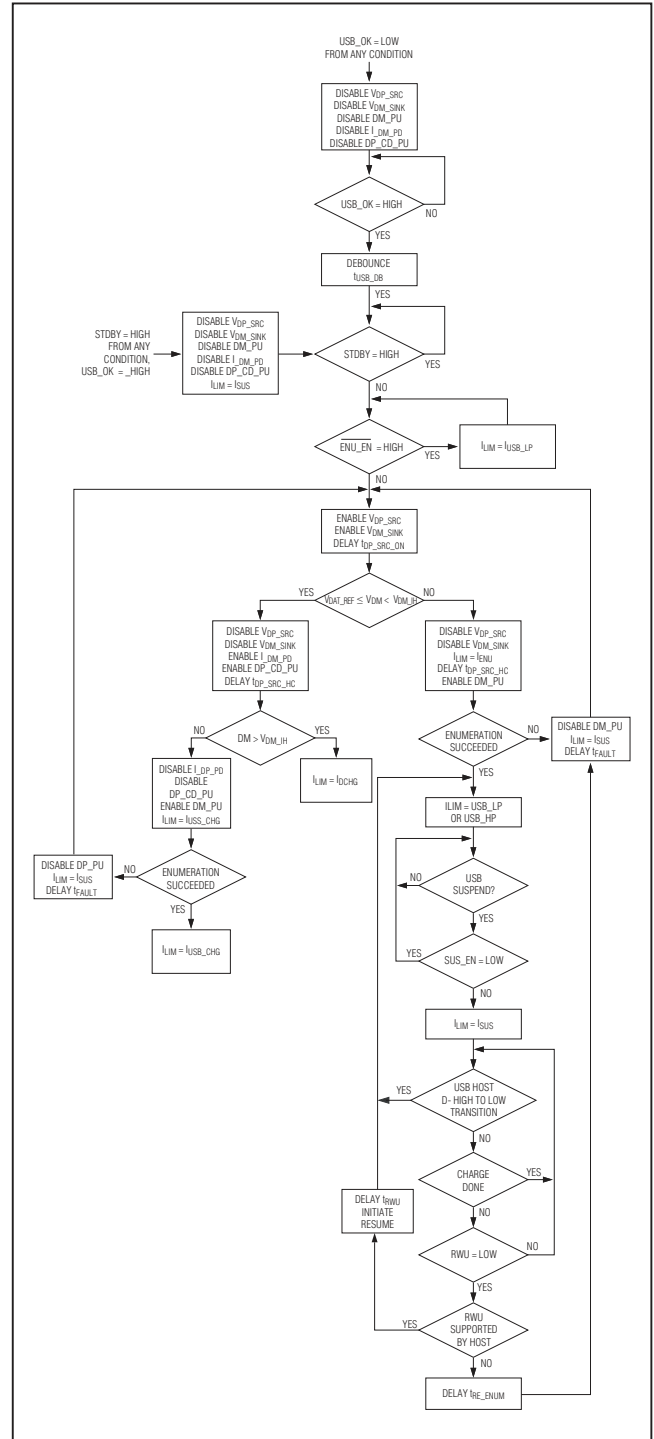 USB_OK = LOW
FROM ANY CONDITION
DISABLE VDP_SRC
DISABLE VDM_SINK
DISABLE DM_PU
DISABLE I_DM_PD
DISABLE DP_CD_PU
USB_OK = HIGH
NO
YES
DEBOUNCE
tUSB_DB
YES
STDBY = HIGH
FROM ANY
CONDITION,
USB_OK = _HIGH
DISABLE VDP_SRC
DISABLE VDM_SINK
DISABLE DM_PU
DISABLE I_DM_PD
DISABLE DP_CD_PU
ILIM = ISUS
STDBY = HIGH
YES
NO
ENU_EN = HIGH
YES
ILIM = IUSB_LP
NO
ENABLE VDP_SRC
ENABLE VDM_SINK
DELAY tDP_SRC_ON
YES
VDAT_REF ≤ VDM < VDM_IH
NO
DISABLE VDP_SRC
DISABLE VDM_SINK
ENABLE I_DM_PD
ENABLE DP_CD_PU
DELAY tDP_SRC_HC
DISABLE VDP_SRC
DISABLE VDM_SINK
ILIM = IENU
DELAY tDP_SRC_HC
ENABLE DM_PU
NO
DM > VDM_IH
YES
ILIM = IDCHG
DISABLE I_DP_PD
DISABLE
DP_CD_PU
ENABLE DM_PU
ILIM = IUSS_CHG
ENUMERATION
SUCCEEDED
NO
YES
DISABLE DM_PU
ILIM = ISUS
DELAY tFAULT
DISABLE DP_PU
ILIM = ISUS
DELAY tFAULT
NO
ENUMERATION
SUCCEEDED
YES
ILIM = IUSB_CHG
ILIM = USB_LP
OR USB_HP
NO
USB
SUSPEND?
YES
YES
SUS_EN = LOW
NO
ILIM = ISUS
YES
USB HOST
D- HIGH TO LOW
TRANSITION
NO
CHARGE
DONE
YES
NO
DELAY tRWU
INITIATE
RESUME
RWU = LOW
NO
YES
YES
RWU
SUPPORTED
BY HOST
NO
DELAY tRE_ENUM